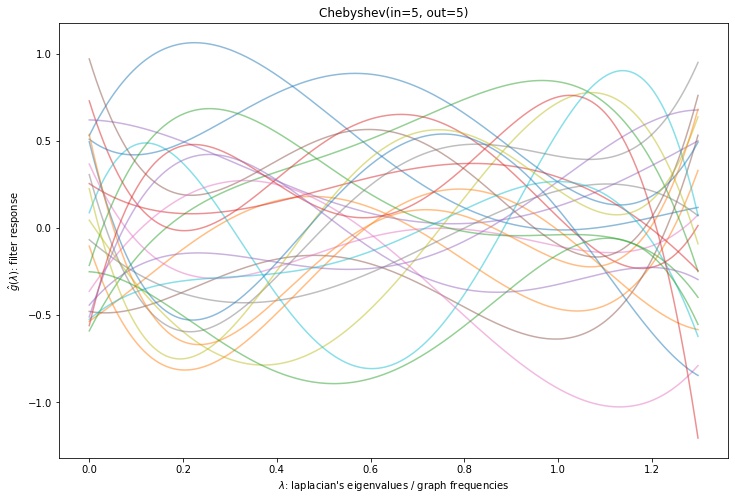 Chebyshev(in=5, out=5)
1.0
0.5
0.0
−0.5
−1.0
ĝ(λ): filter response
0.0 0.2 0.4 0.6 0.8 1.0 1.2
λ: laplacian's eigenvalues / graph frequencies